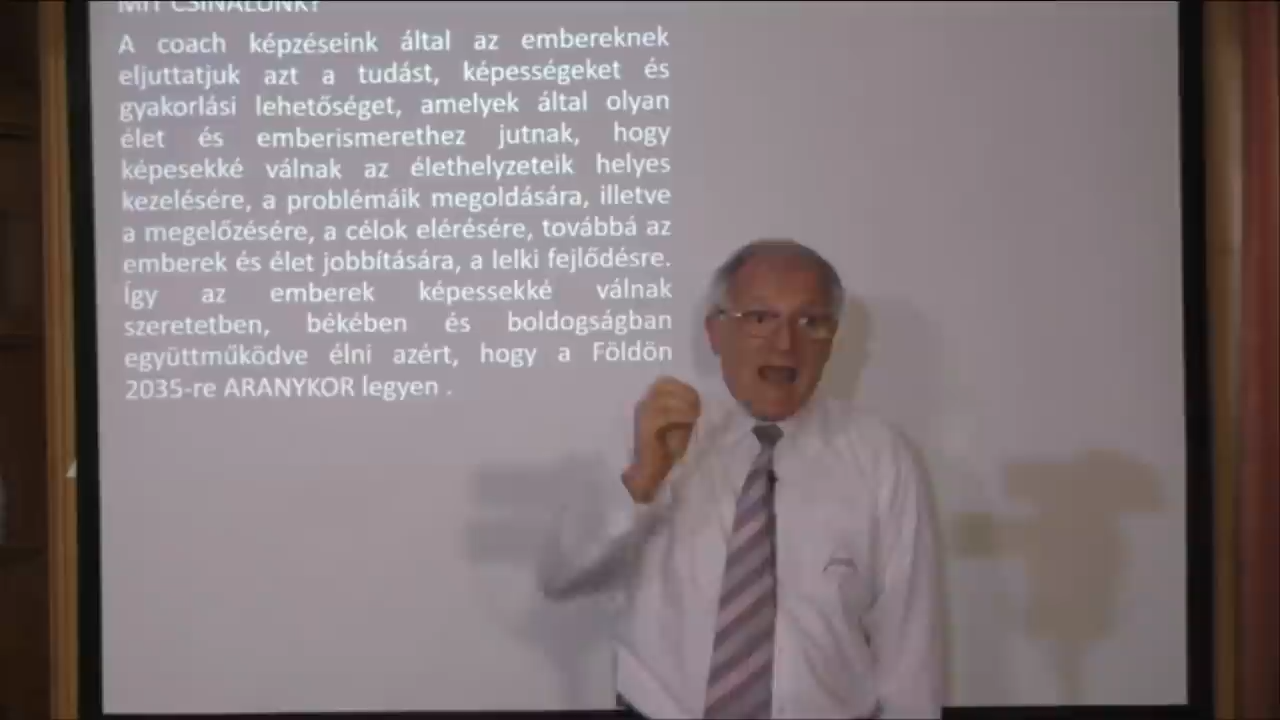 MIT CSINÁLUNK?
A coach képzéseink által az embereknek
eljuttatjuk azt a tudást, képességeket és
gyakorlási lehetőséget, amelyek által olyan
élet és emberismerethez jutnak, hogy
képesekké válnak az élethelyzeteik helyes
kezelésére, a problémáik megoldására, illetve
a megelőzésére, a célok elérésére, továbbá az
emberek és élet jobbítására, a lelki fejlődésre.
Így az emberek képessekké válnak
szeretetben, békében és boldogságban
együttműködve élni azért, hogy a Földön
2035-re ARANYKOR legyen .